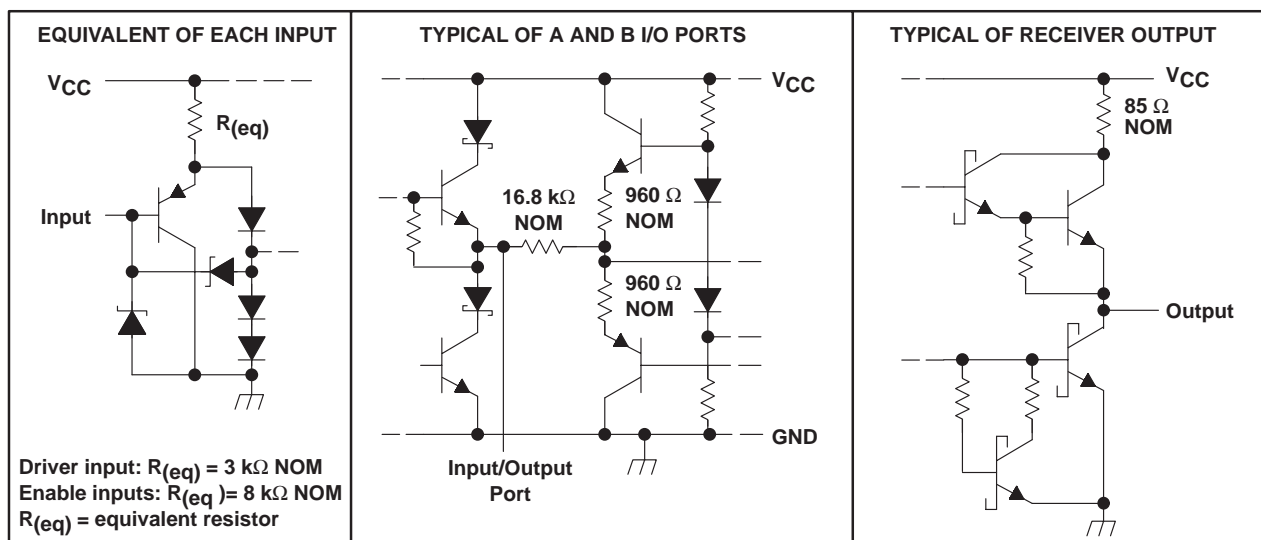 EQUIVALENT OF EACH INPUT
VCC
R(eq)
Input
Driver input: R(eq) = 3 kΩ NOM
Enable inputs: R(eq )= 8 kΩ NOM
R(eq) = equivalent resistor
TYPICAL OF A AND B I/O PORTS
VCC
16.8 kΩ
NOM
960 Ω
NOM
960 Ω
NOM
GND
Input/Output
Port
TYPICAL OF RECEIVER OUTPUT
VCC
85 Ω
NOM
Output